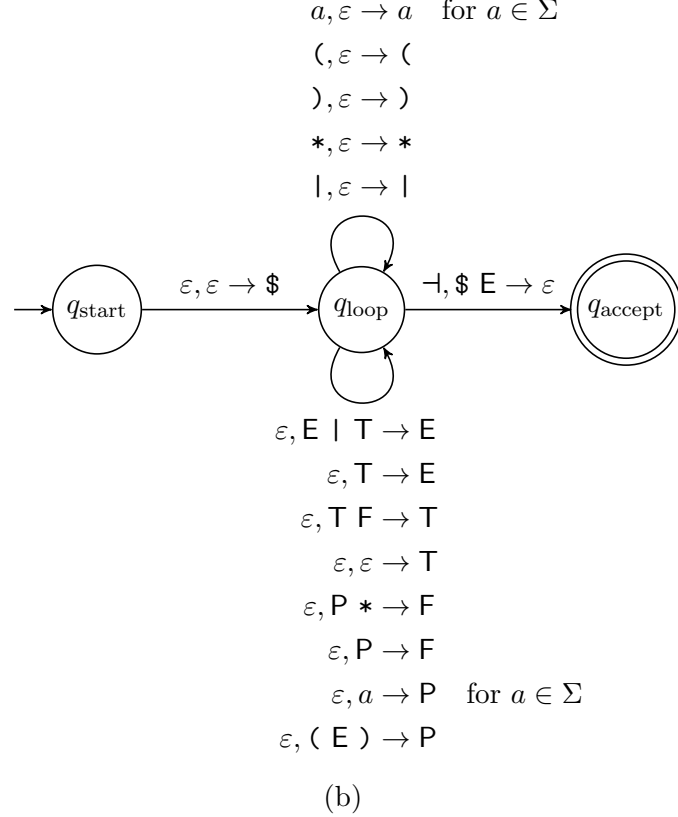 a, ε → a for a ∈ Σ
(, ε → (
), ε → )
*, ε → *
|, ε → |
q_start
ε, ε → $
q_loop
⊣, $ E → ε
q_accept
ε, E | T → E
ε, T → E
ε, T F → T
ε, ε → T
ε, P * → F
ε, P → F
ε, a → P for a ∈ Σ
ε, ( E ) → P
(b)